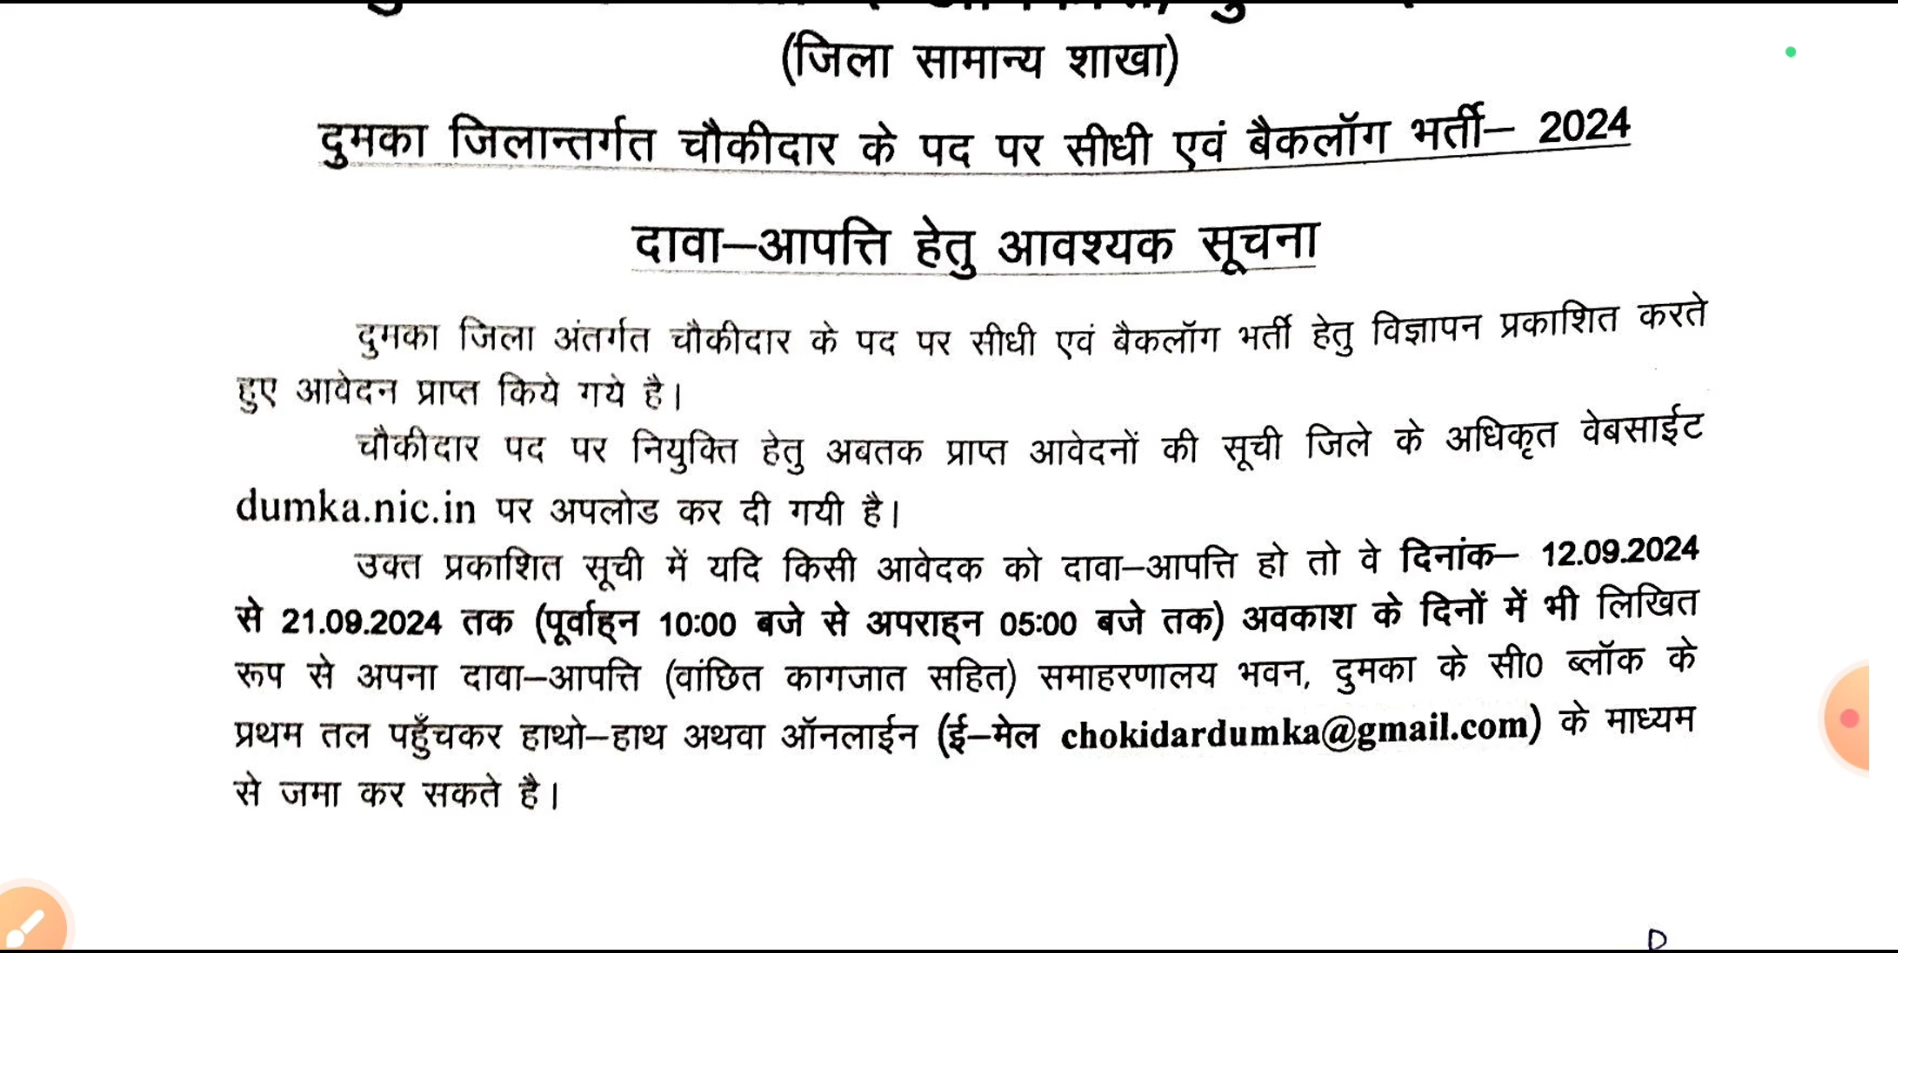 (जिला सामान्य शाखा)
दुमका जिलान्तर्गत चौकीदार के पद पर सीधी एवं बैकलॉग भर्ती– 2024
दावा–आपत्ति हेतु आवश्यक सूचना
दुमका जिला अंतर्गत चौकीदार के पद पर सीधी एवं बैकलॉग भर्ती हेतु विज्ञापन प्रकाशित करते
हुए आवेदन प्राप्त किये गये है।
चौकीदार पद पर नियुक्ति हेतु अबतक प्राप्त आवेदनों की सूची जिले के अधिकृत वेबसाईट
dumka.nic.in पर अपलोड कर दी गयी है।
उक्त प्रकाशित सूची में यदि किसी आवेदक को दावा–आपत्ति हो तो वे दिनांक– 12.09.2024
से 21.09.2024 तक (पूर्वाह्न 10:00 बजे से अपराह्न 05:00 बजे तक) अवकाश के दिनों में भी लिखित
रूप से अपना दावा–आपत्ति (वांछित कागजात सहित) समाहरणालय भवन, दुमका के सी0 ब्लॉक के
प्रथम तल पहुँचकर हाथो–हाथ अथवा ऑनलाईन (ई–मेल chokidardumka@gmail.com) के माध्यम
से जमा कर सकते है।